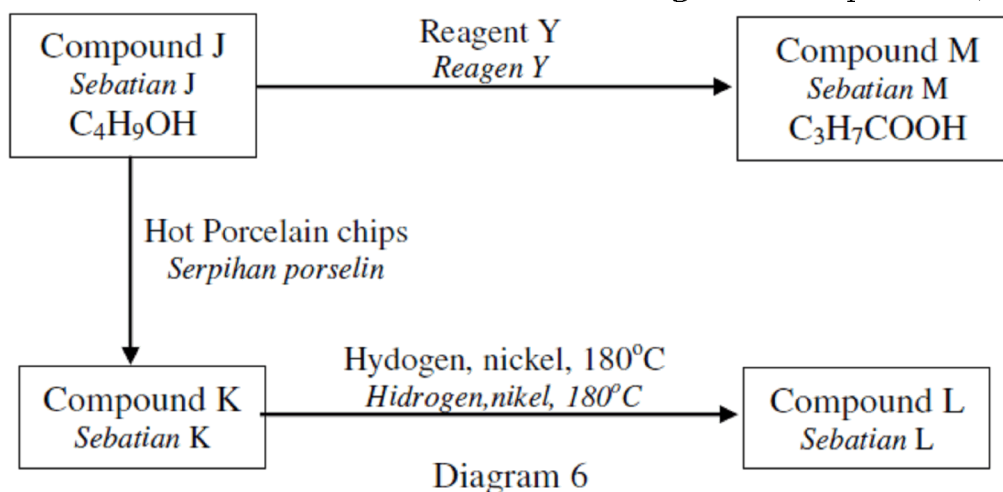 Compound J
Sebatian J
C₄H₉OH
Reagent Y
Reagen Y
Compound M
Sebatian M
C₃H₇COOH
Hot Porcelain chips
Serpihan porselin
Compound K
Sebatian K
Hydogen, nickel, 180°C
Hidrogen,nikel, 180°C
Compound L
Sebatian L
Diagram 6